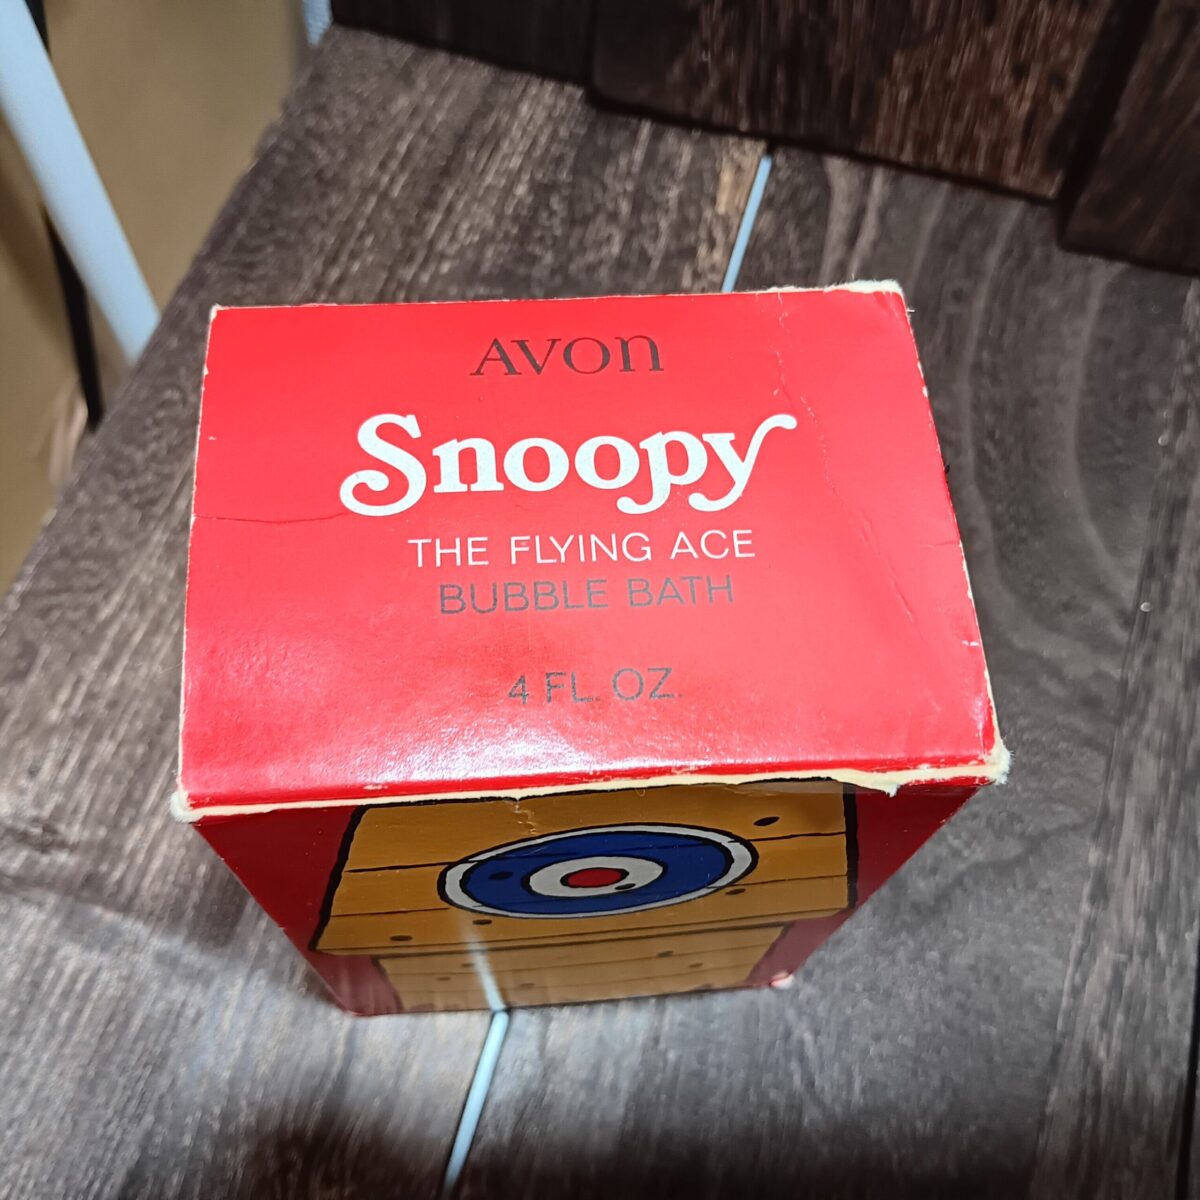 AVON
Snoopy
THE FLYING ACE
BUBBLE BATH
4 FL. OZ.